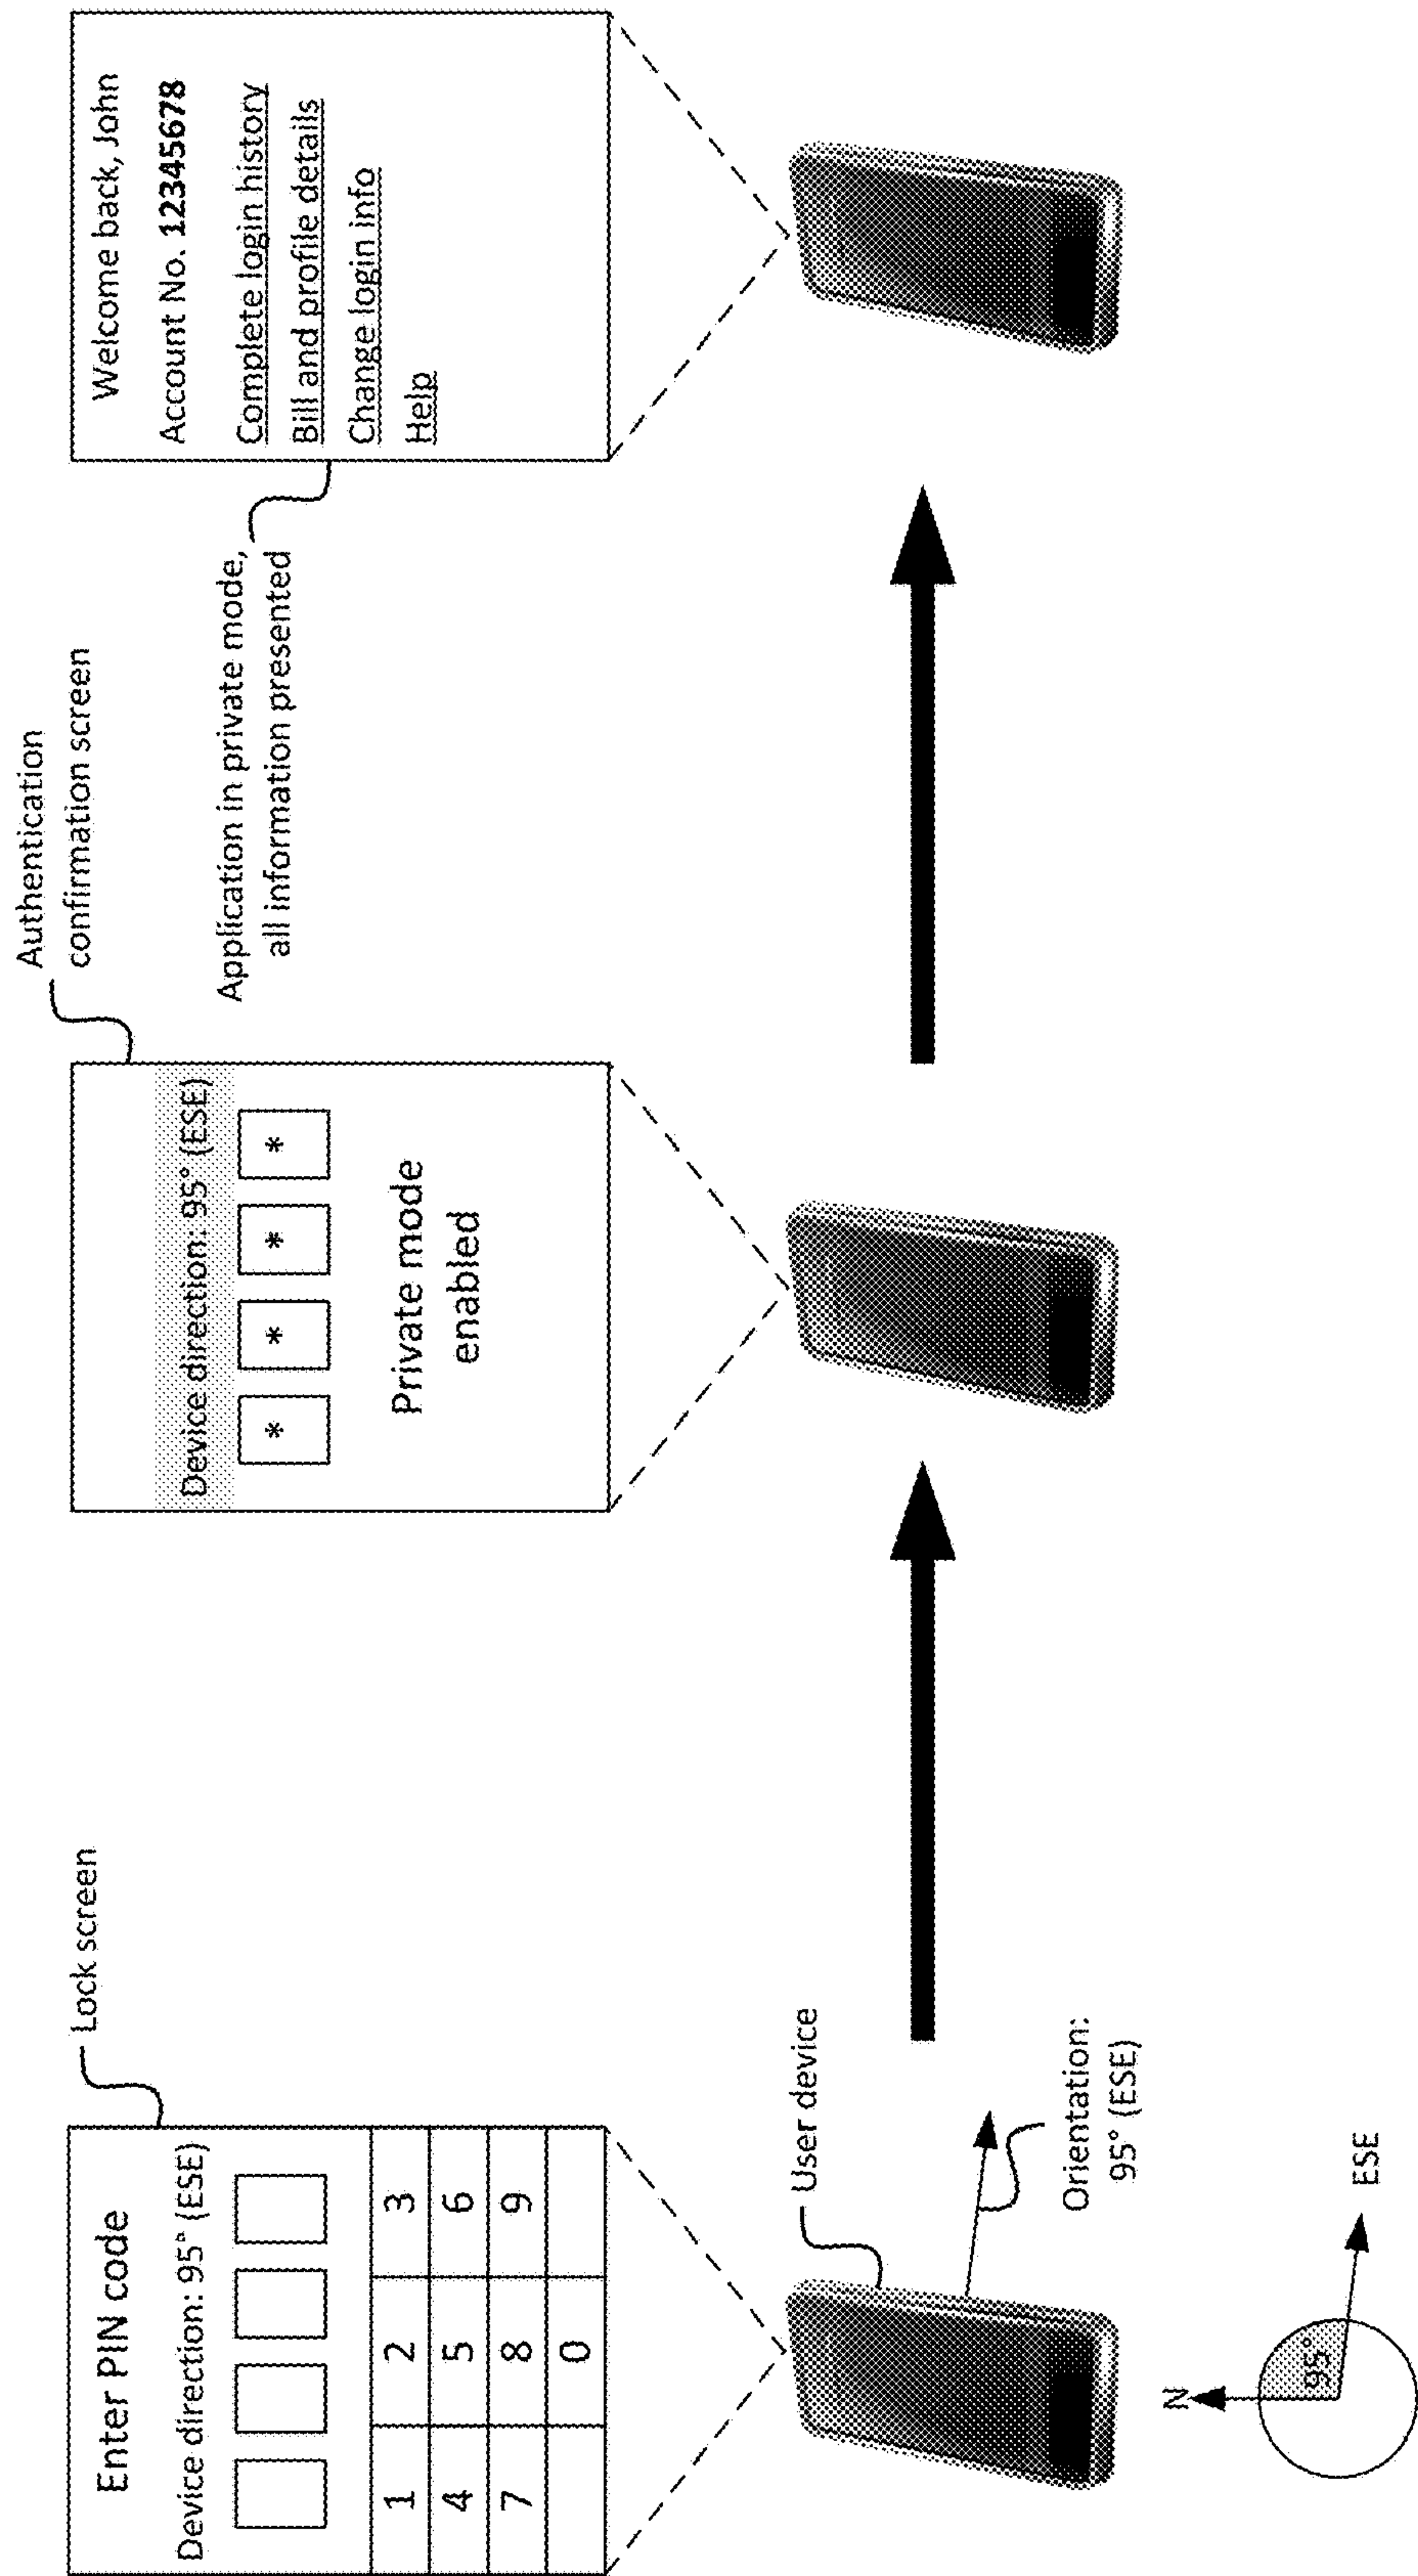 Enter PIN code
Device direction: 95° (ESE)
1 2 3
4 5 6
7 8 9
0
Lock screen
User device
Orientation:
95° (ESE)
N
95°
ESE
Device direction: 95° (ESE)
* * * *
Private mode
enabled
Authentication
confirmation screen
Application in private mode,
all information presented
Welcome back, John
Account No. 12345678
Complete login history
Bill and profile details
Change login info
Help